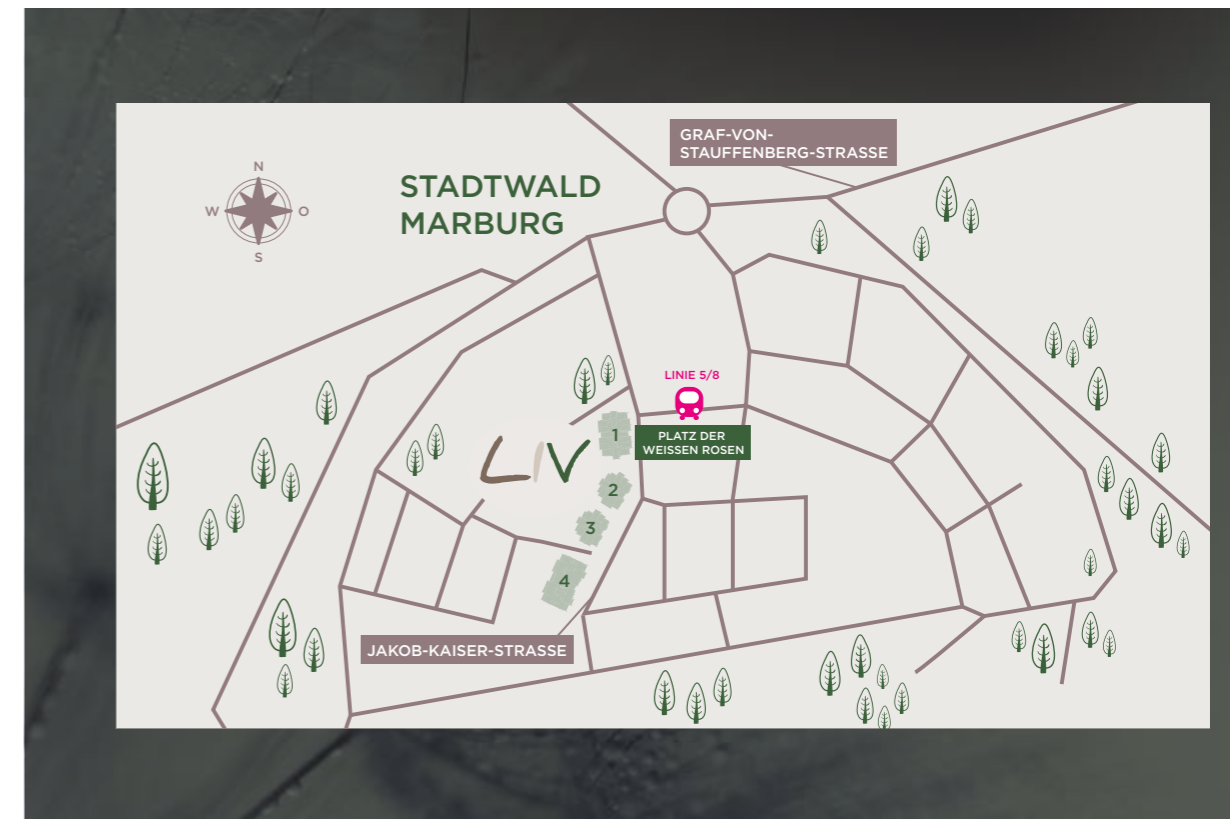 GRAF-VON-
STAUFFENBERG-STRASSE
STADTWALD
MARBURG
N
W
O
S
LINIE 5/8
PLATZ DER
WEISSEN ROSEN
LIV
1
2
3
4
JAKOB-KAISER-STRASSE